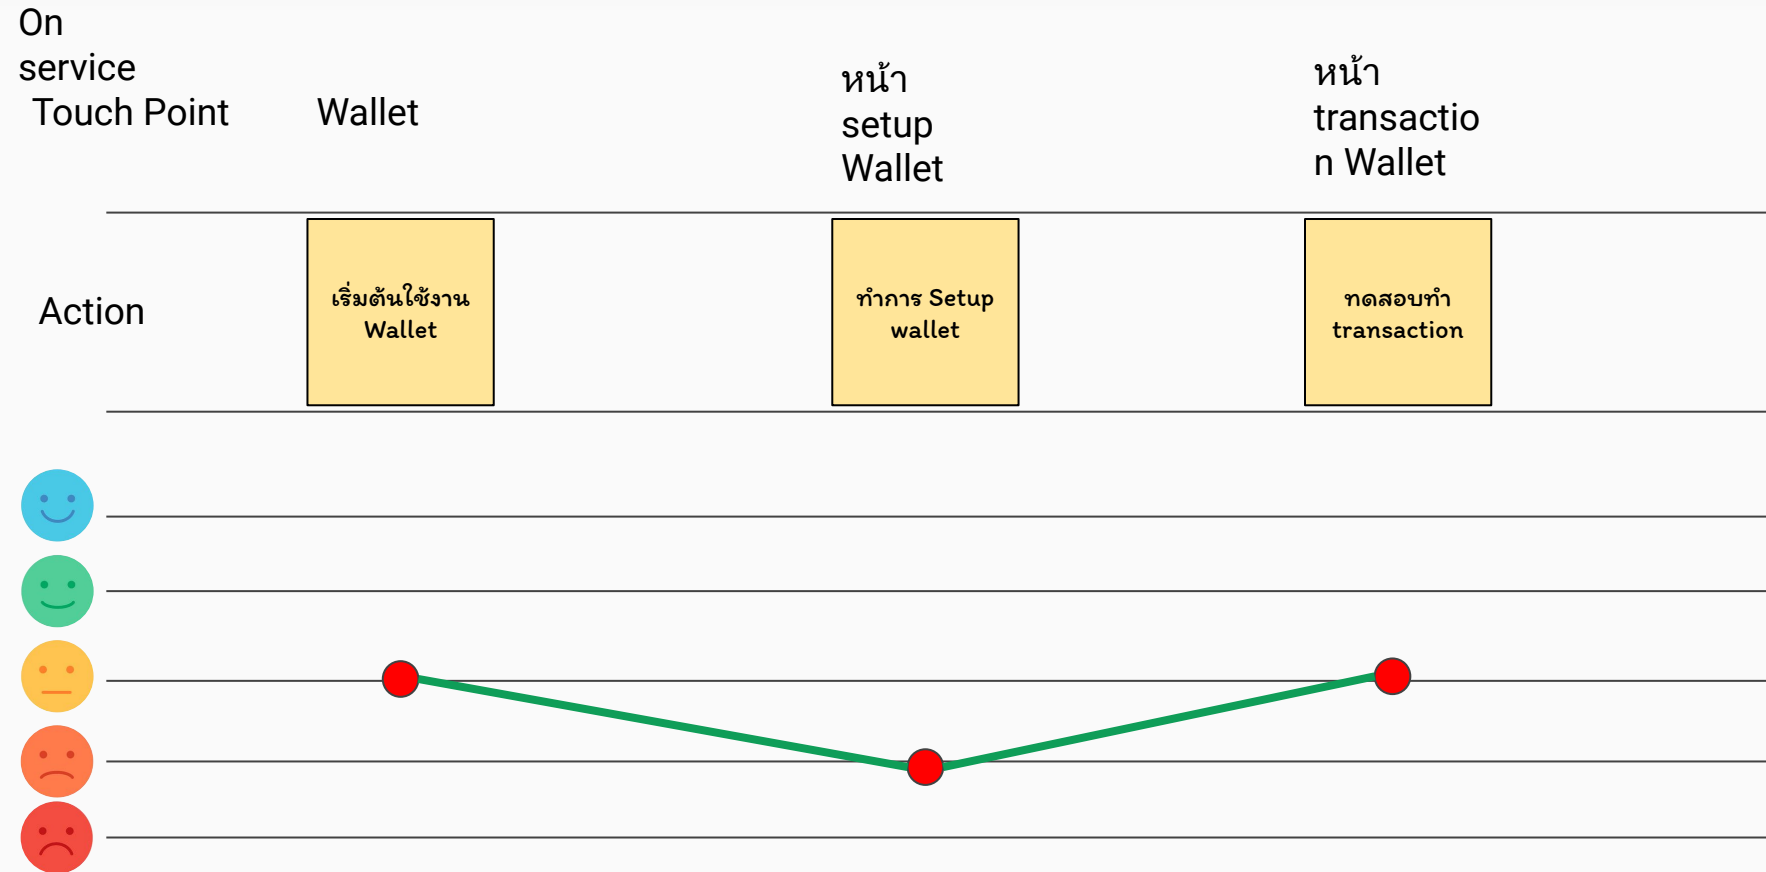 On
service
Touch Point
Wallet
หน้า
setup
Wallet
หน้า
transactio
n Wallet
Action
เริ่มต้นใช้งาน
Wallet
ทำการ Setup
wallet
ทดสอบทำ
transaction